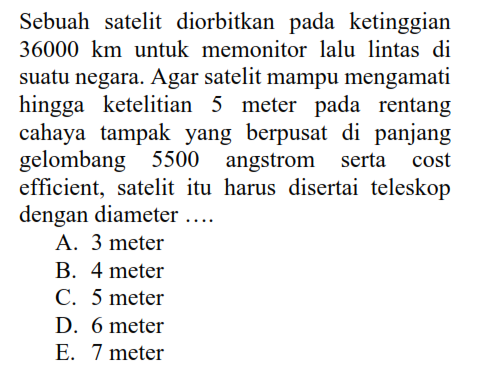 Sebuah satelit diorbitkan pada ketinggian
36000 km untuk memonitor lalu lintas di
suatu negara. Agar satelit mampu mengamati
hingga ketelitian 5 meter pada rentang
cahaya tampak yang berpusat di panjang
gelombang 5500 angstrom serta cost
efficient, satelit itu harus disertai teleskop
dengan diameter ....
A. 3 meter
B. 4 meter
C. 5 meter
D. 6 meter
E. 7 meter